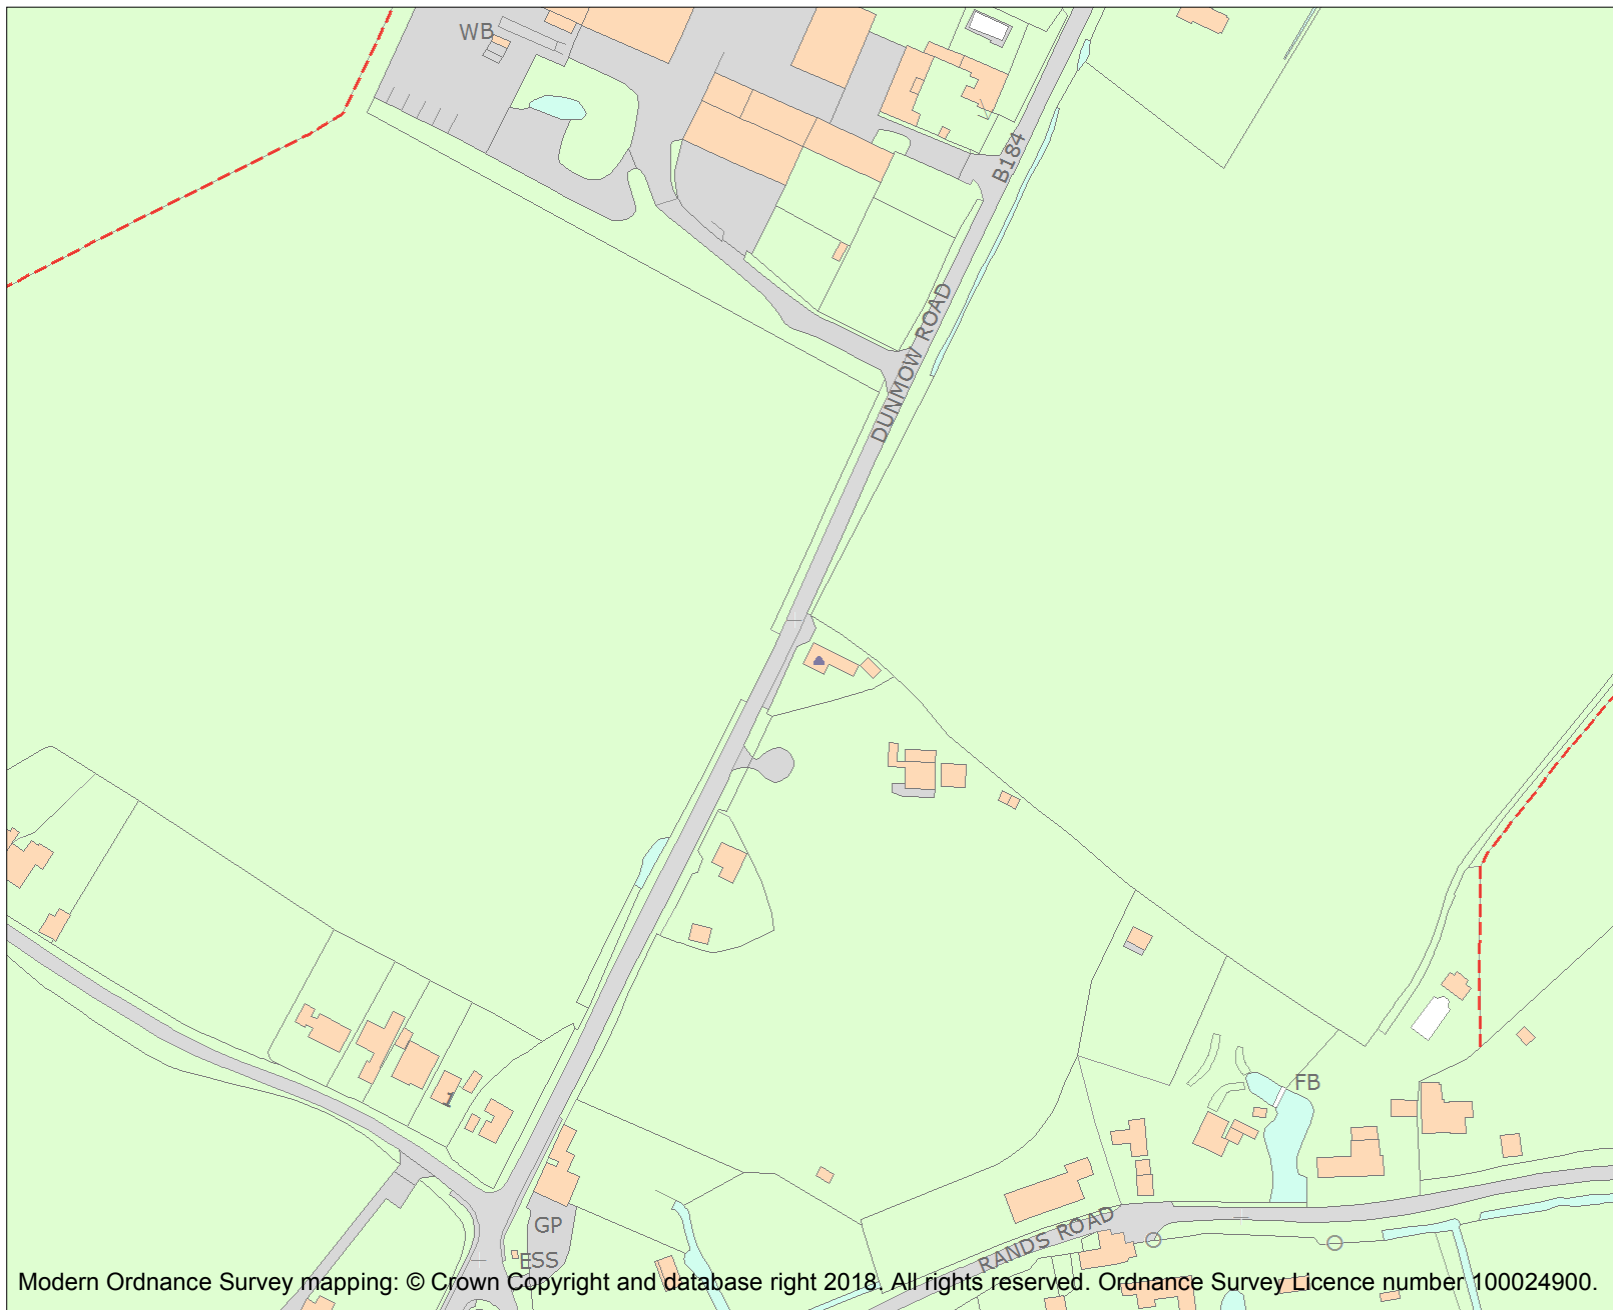 WB
B184
DUNMOW ROAD
FB
1
GP
RANDS ROAD
ESS
Modern Ordnance Survey mapping: © Crown Copyright and database right 2018. All rights reserved. Ordnance Survey Licence number 100024900.